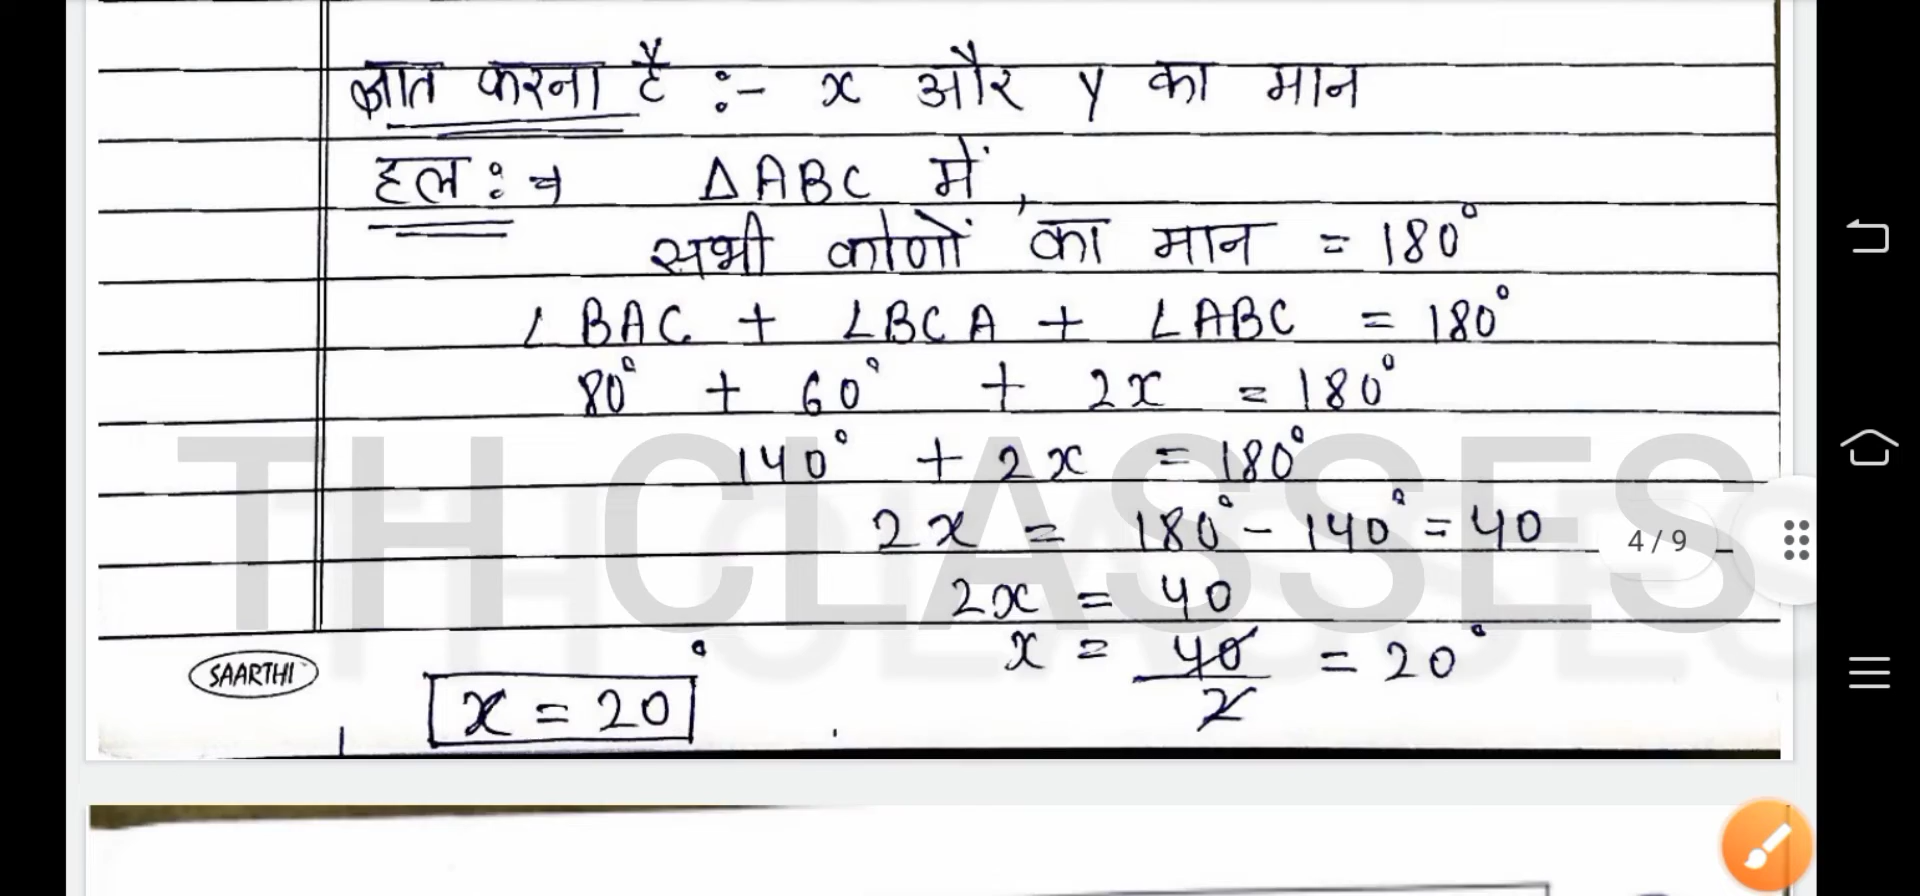 ज्ञात करना है :- x और y का मान
हल :⇒ ΔABC में,
सभी कोणों का मान = 180°
∠BAC + ∠BCA + ∠ABC = 180°
80° + 60° + 2x = 180°
140° + 2x = 180°
2x = 180° - 140° = 40
4/9
2x = 40
x = 40/2 = 20°
SAARTHI
x = 20°
TH CLASSES